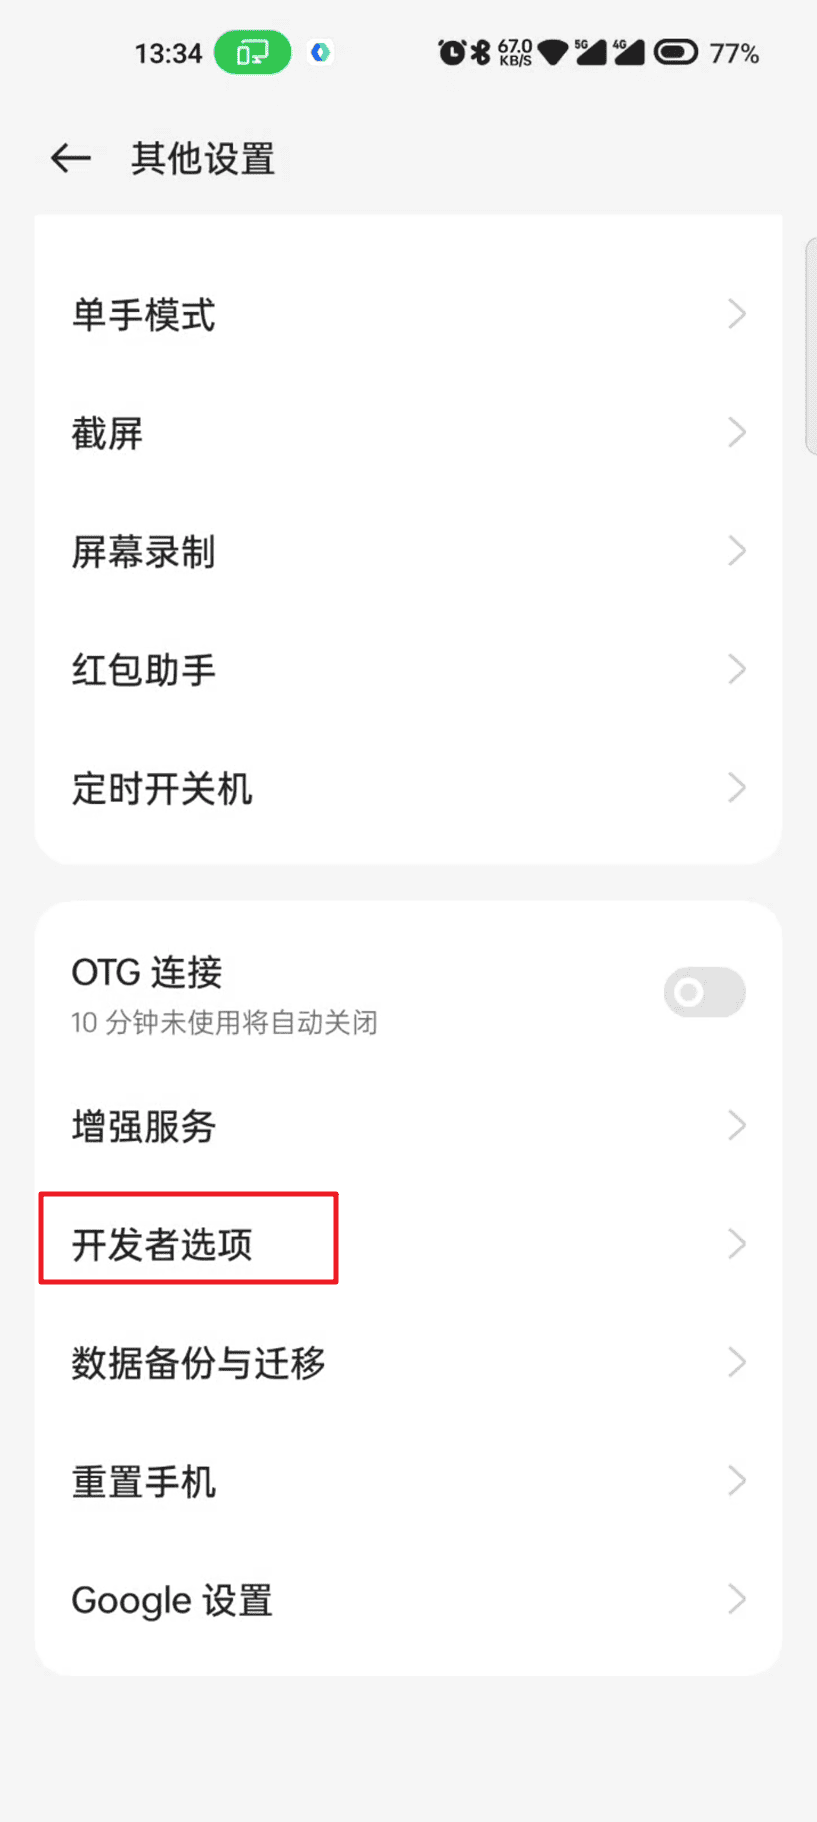 13:34 67.0 KB/S 5G 4G 77%
其他设置
单手模式
截屏
屏幕录制
红包助手
定时开关机
OTG 连接
10 分钟未使用将自动关闭
增强服务
开发者选项
数据备份与迁移
重置手机
Google 设置